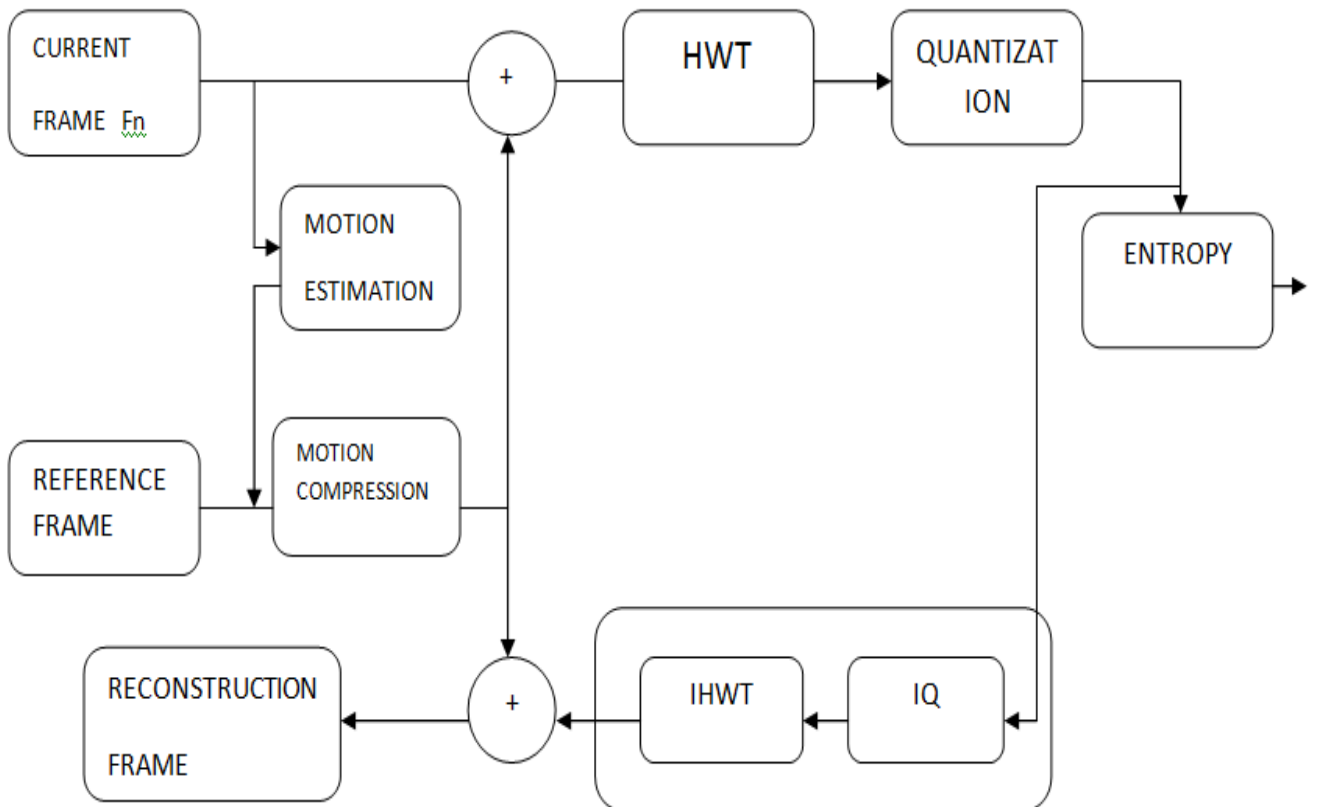 CURRENT
FRAME Fn
+
HWT
QUANTIZAT
ION
MOTION
ESTIMATION
ENTROPY
REFERENCE
FRAME
MOTION
COMPRESSION
RECONSTRUCTION
FRAME
+
IHWT
IQ